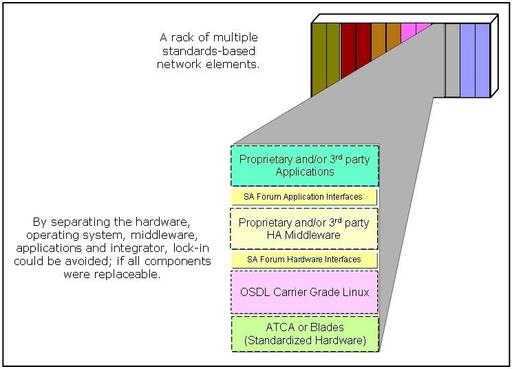 A rack of multiple
standards-based
network elements.
Proprietary and/or 3rd party
Applications
SA Forum Application Interfaces
Proprietary and/or 3rd party
HA Middleware
SA Forum Hardware Interfaces
OSDL Carrier Grade Linux
ATCA or Blades
(Standardized Hardware)
By separating the hardware,
operating system, middleware,
applications and integrator, lock-in
could be avoided; if all components
were replaceable.